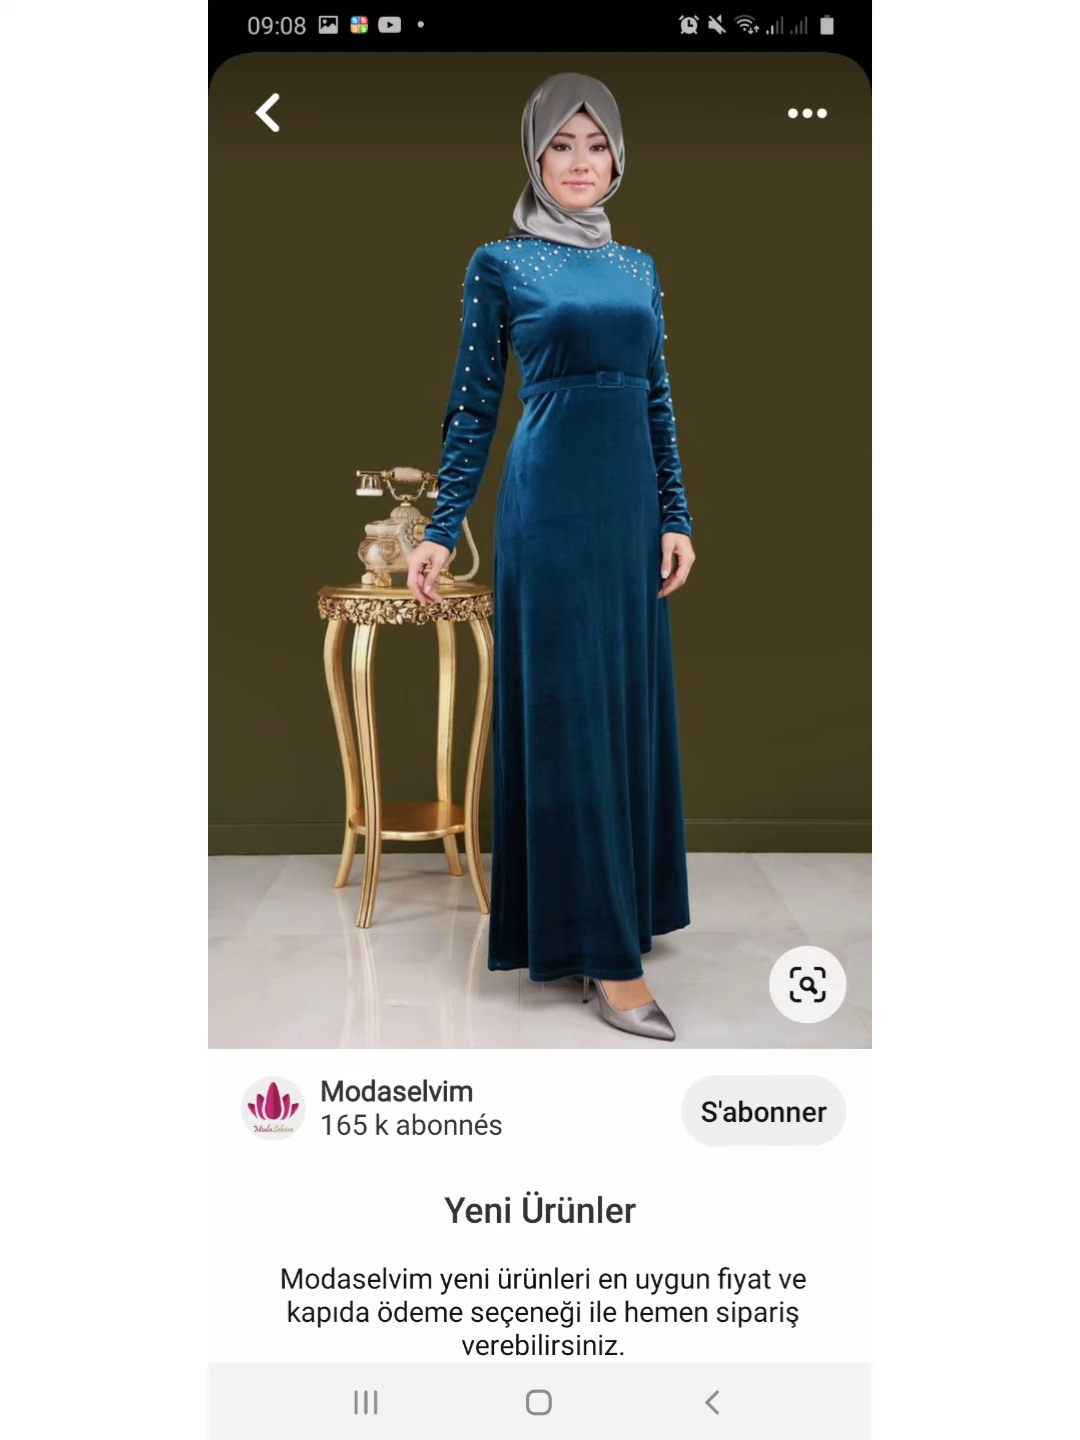 09:08
Modaselvim
165 k abonnés
S'abonner
Yeni Ürünler
Modaselvim yeni ürünleri en uygun fiyat ve
kapıda ödeme seçeneği ile hemen sipariş
verebilirsiniz.